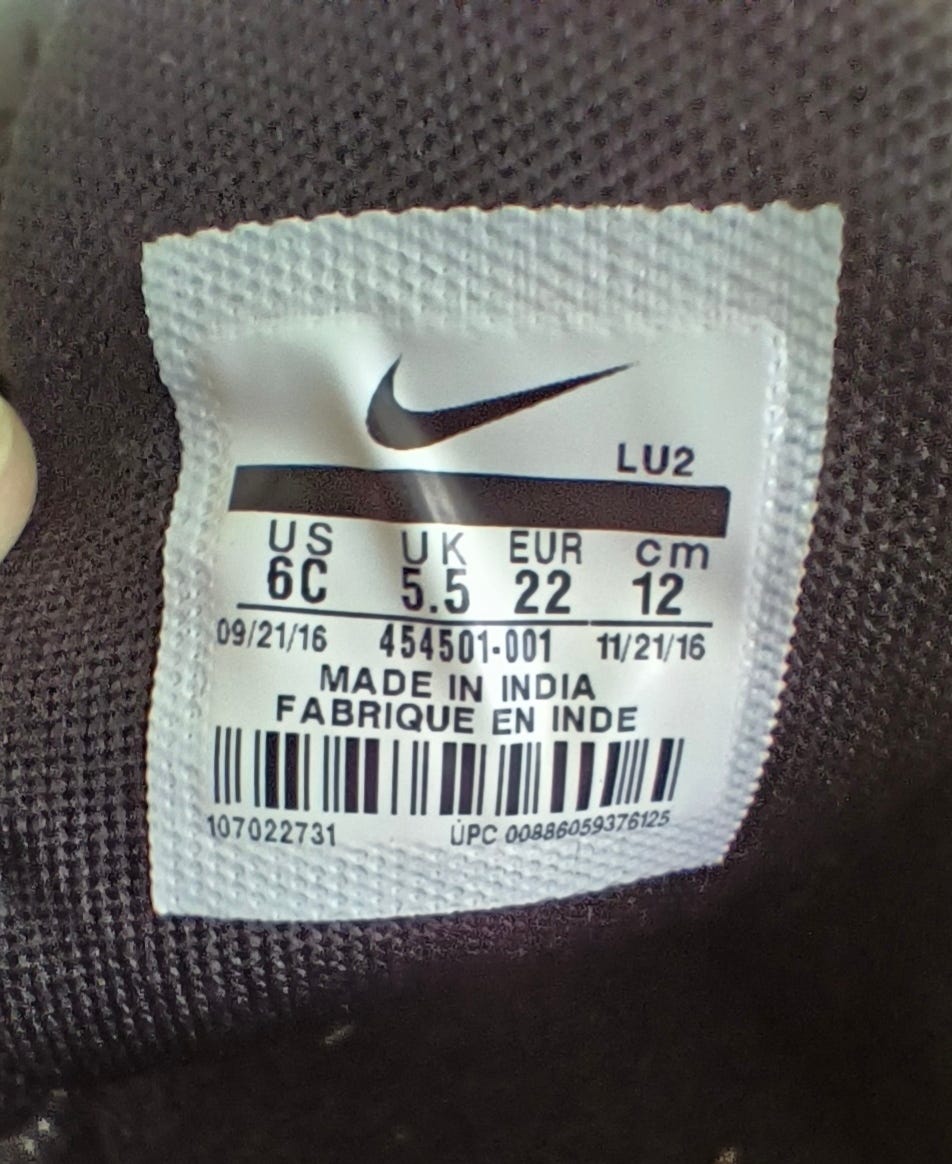 LU2
US UK EUR cm
6C 5.5 22 12
09/21/16 454501-001 11/21/16
MADE IN INDIA
FABRIQUE EN INDE
107022731 UPC 00886059376125